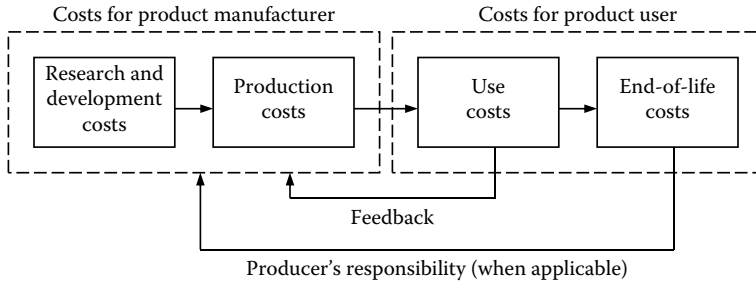 Costs for product manufacturer
Costs for product user
Research and
development
costs
Production
costs
Use
costs
End-of-life
costs
Feedback
Producer’s responsibility (when applicable)